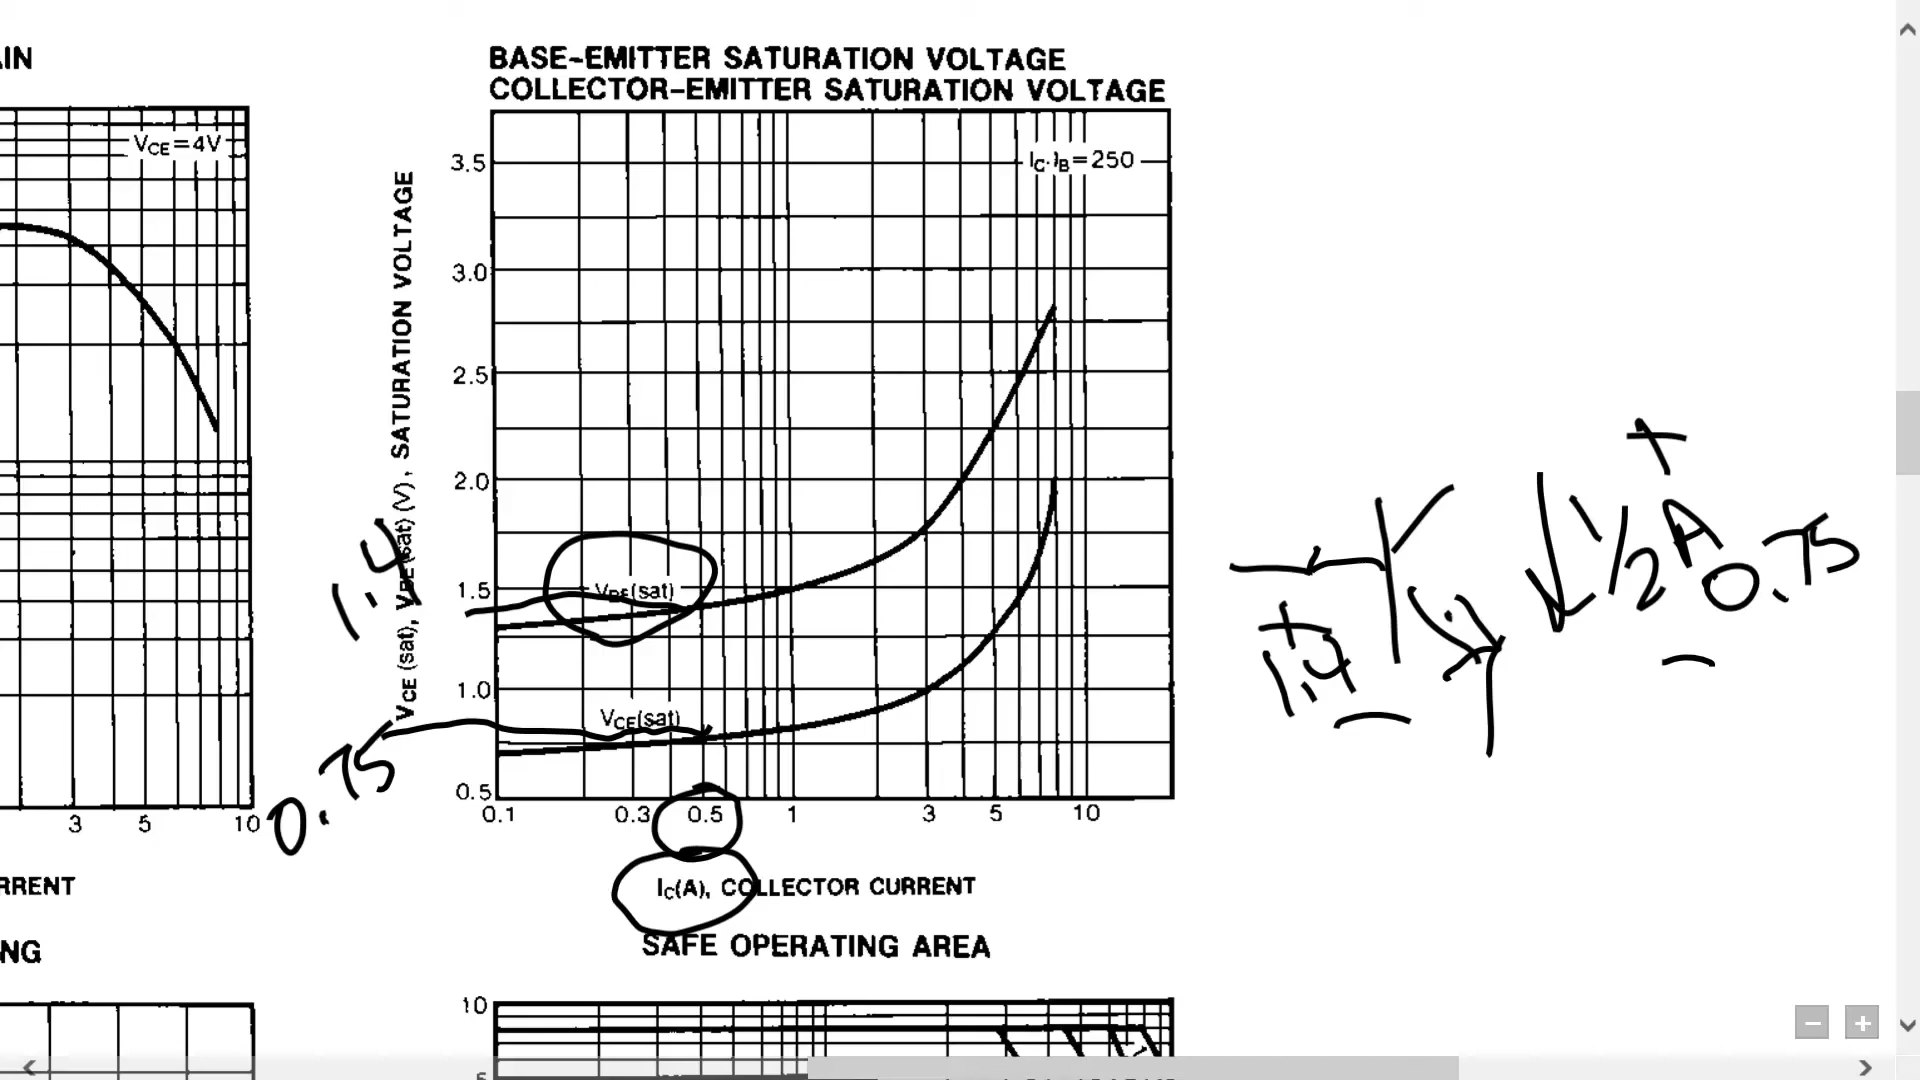 AIN
BASE-EMITTER SATURATION VOLTAGE
COLLECTOR-EMITTER SATURATION VOLTAGE
VCE=4V
IC·IB=250
VCE (sat), VBE(sat) (V), SATURATION VOLTAGE
3.5
3.0
2.5
2.0
1.5
1.0
0.5
VBE(sat)
VCE(sat)
1.4
0.75
+
1/2 A
0.75
−
+
1.4
−
3 5 10
0.1 0.3 0.5 1 3 5 10
RRENT
IC(A), COLLECTOR CURRENT
NG
SAFE OPERATING AREA
10
5